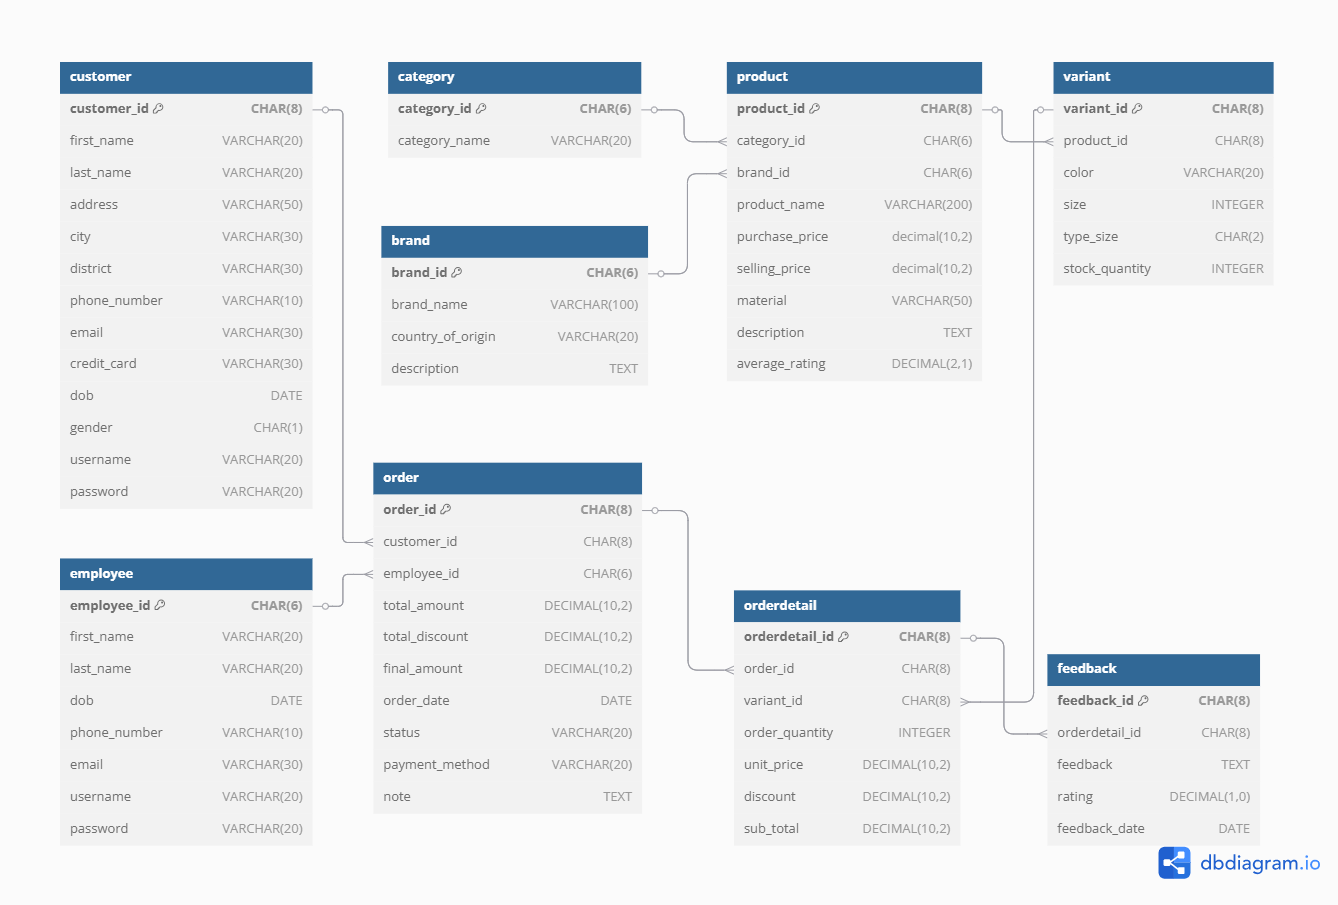 customer
customer_id CHAR(8)
first_name VARCHAR(20)
last_name VARCHAR(20)
address VARCHAR(50)
city VARCHAR(30)
district VARCHAR(30)
phone_number VARCHAR(10)
email VARCHAR(30)
credit_card VARCHAR(30)
dob DATE
gender CHAR(1)
username VARCHAR(20)
password VARCHAR(20)
category
category_id CHAR(6)
category_name VARCHAR(20)
product
product_id CHAR(8)
category_id CHAR(6)
brand_id CHAR(6)
product_name VARCHAR(200)
purchase_price decimal(10,2)
selling_price decimal(10,2)
material VARCHAR(50)
description TEXT
average_rating DECIMAL(2,1)
variant
variant_id CHAR(8)
product_id CHAR(8)
color VARCHAR(20)
size INTEGER
type_size CHAR(2)
stock_quantity INTEGER
brand
brand_id CHAR(6)
brand_name VARCHAR(100)
country_of_origin VARCHAR(20)
description TEXT
order
order_id CHAR(8)
customer_id CHAR(8)
employee_id CHAR(6)
total_amount DECIMAL(10,2)
total_discount DECIMAL(10,2)
final_amount DECIMAL(10,2)
order_date DATE
status VARCHAR(20)
payment_method VARCHAR(20)
note TEXT
employee
employee_id CHAR(6)
first_name VARCHAR(20)
last_name VARCHAR(20)
dob DATE
phone_number VARCHAR(10)
email VARCHAR(30)
username VARCHAR(20)
password VARCHAR(20)
orderdetail
orderdetail_id CHAR(8)
order_id CHAR(8)
variant_id CHAR(8)
order_quantity INTEGER
unit_price DECIMAL(10,2)
discount DECIMAL(10,2)
sub_total DECIMAL(10,2)
feedback
feedback_id CHAR(8)
orderdetail_id CHAR(8)
feedback TEXT
rating DECIMAL(1,0)
feedback_date DATE
dbdiagram.io